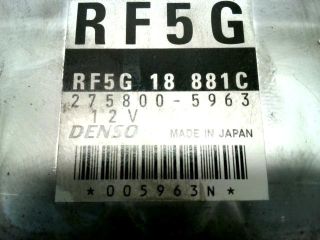 RF5G
RF5G 18 881C
275800-5963
12V
DENSO MADE IN JAPAN
*005963N*